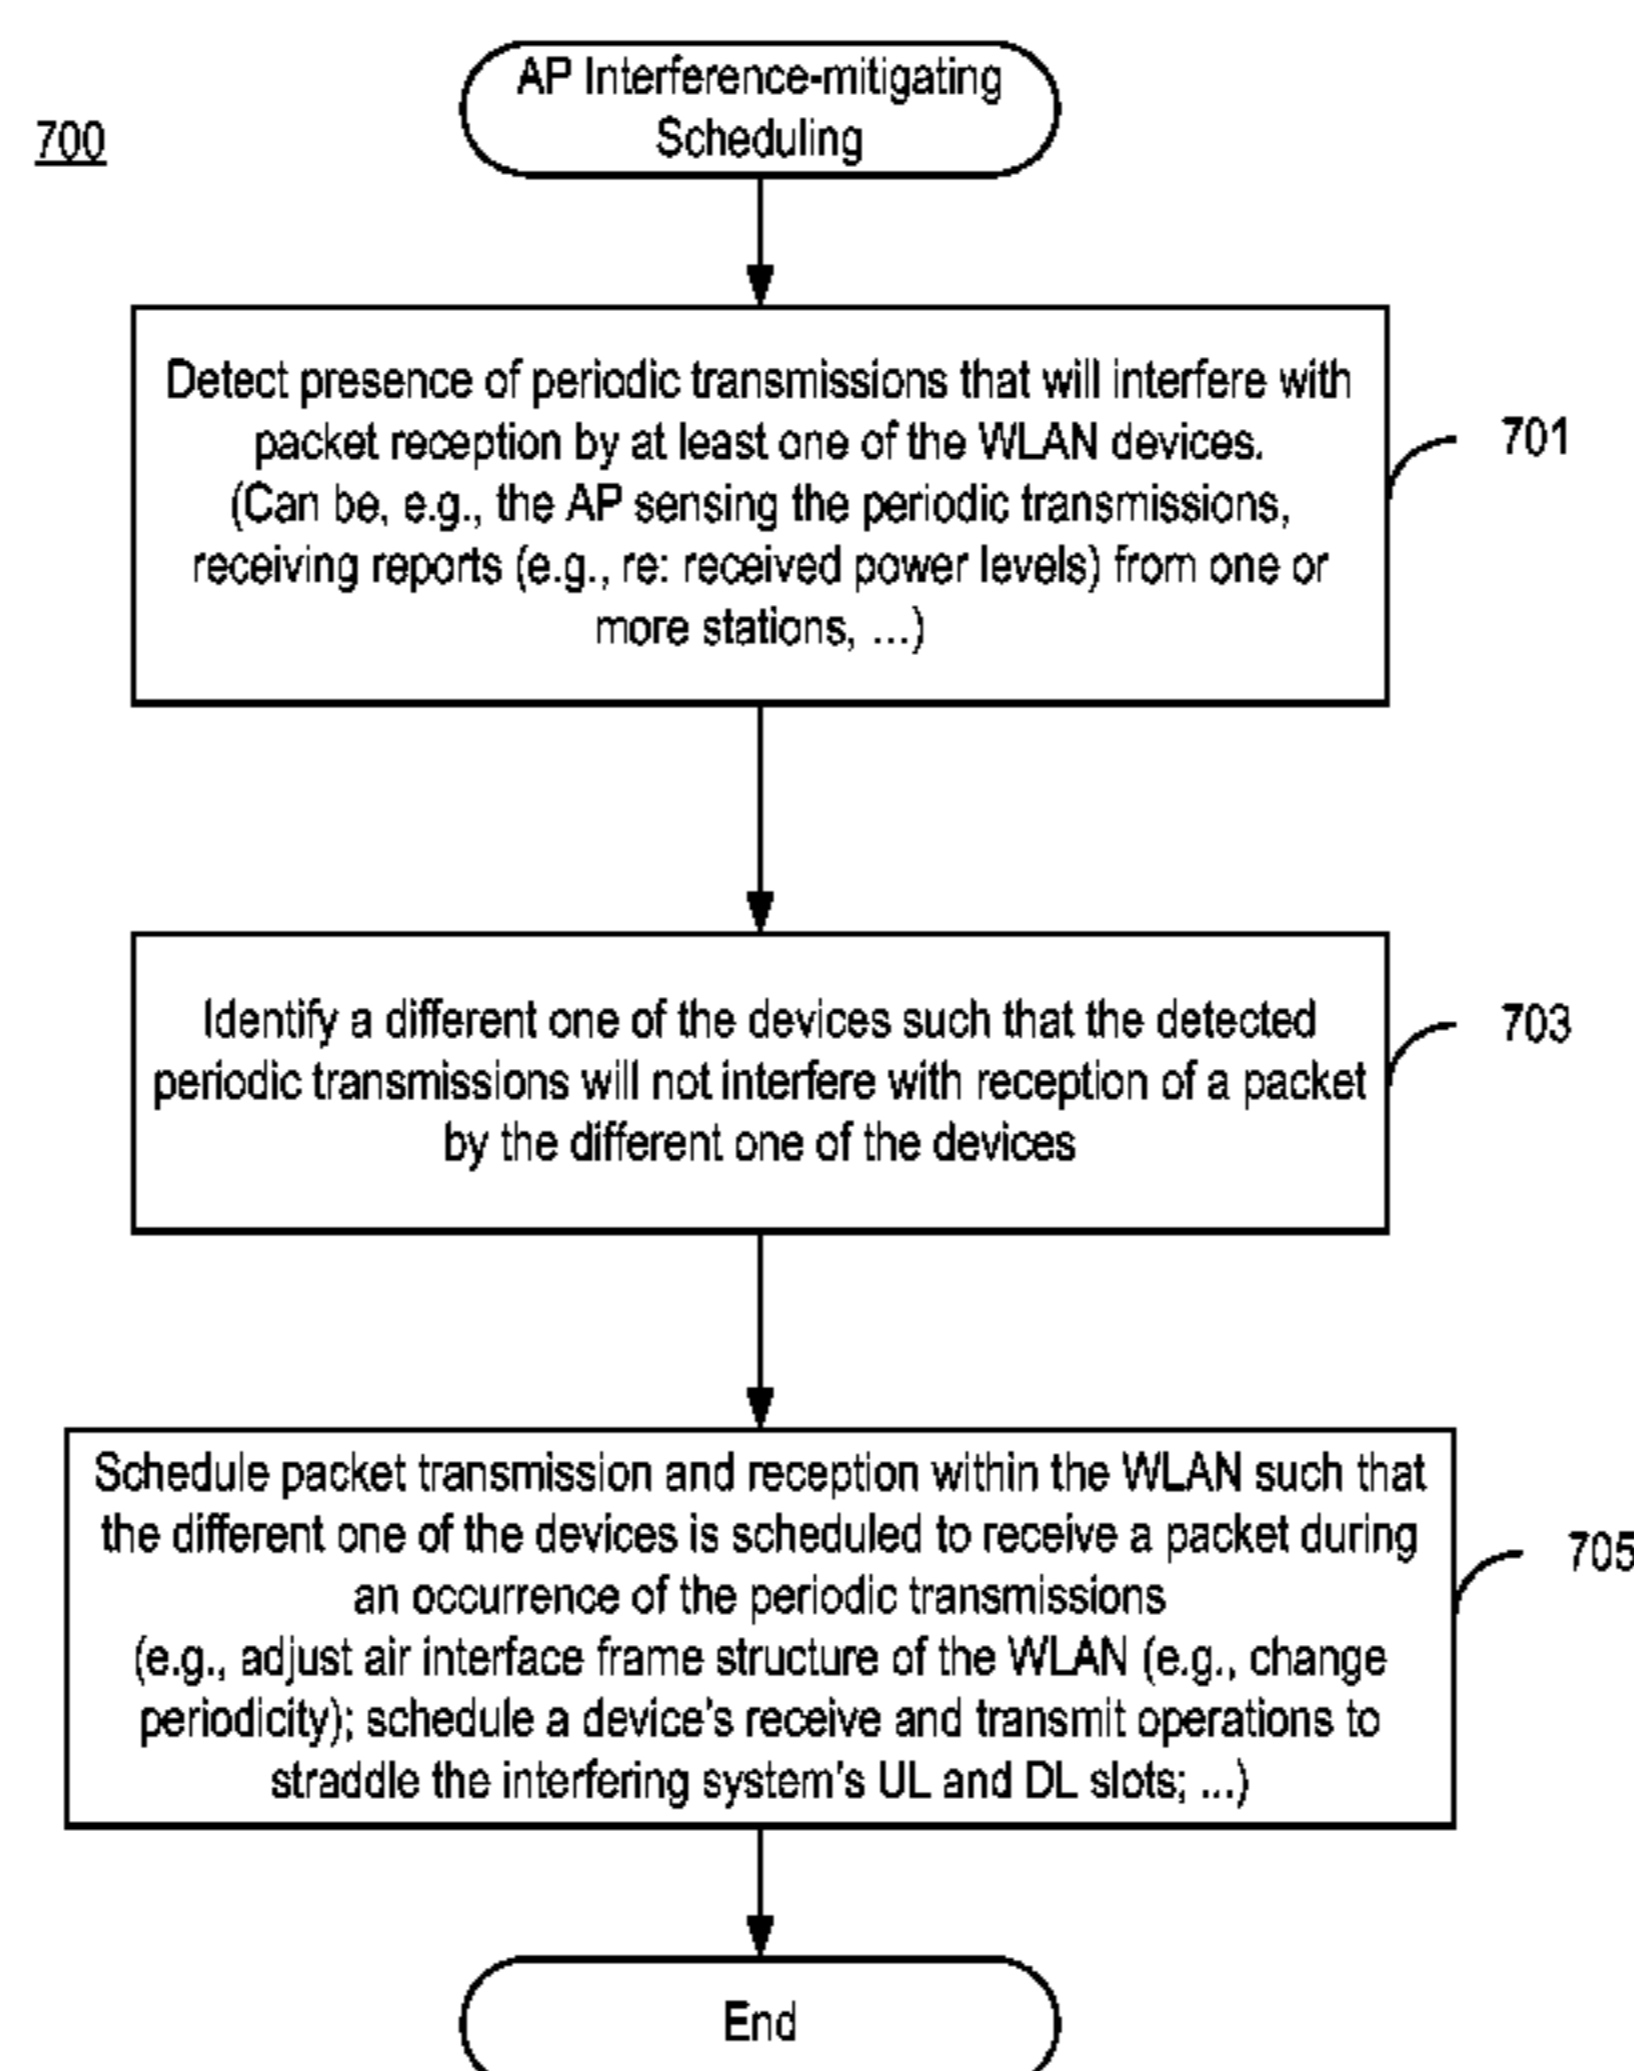 AP Interference-mitigating
Scheduling
700
Detect presence of periodic transmissions that will interfere with
packet reception by at least one of the WLAN devices.
(Can be, e.g., the AP sensing the periodic transmissions,
receiving reports (e.g., re: received power levels) from one or
more stations, ...)
701
Identify a different one of the devices such that the detected
periodic transmissions will not interfere with reception of a packet
by the different one of the devices
703
Schedule packet transmission and reception within the WLAN such that
the different one of the devices is scheduled to receive a packet during
an occurrence of the periodic transmissions
(e.g., adjust air interface frame structure of the WLAN (e.g., change
periodicity); schedule a device's receive and transmit operations to
straddle the interfering system's UL and DL slots; ...)
705
End